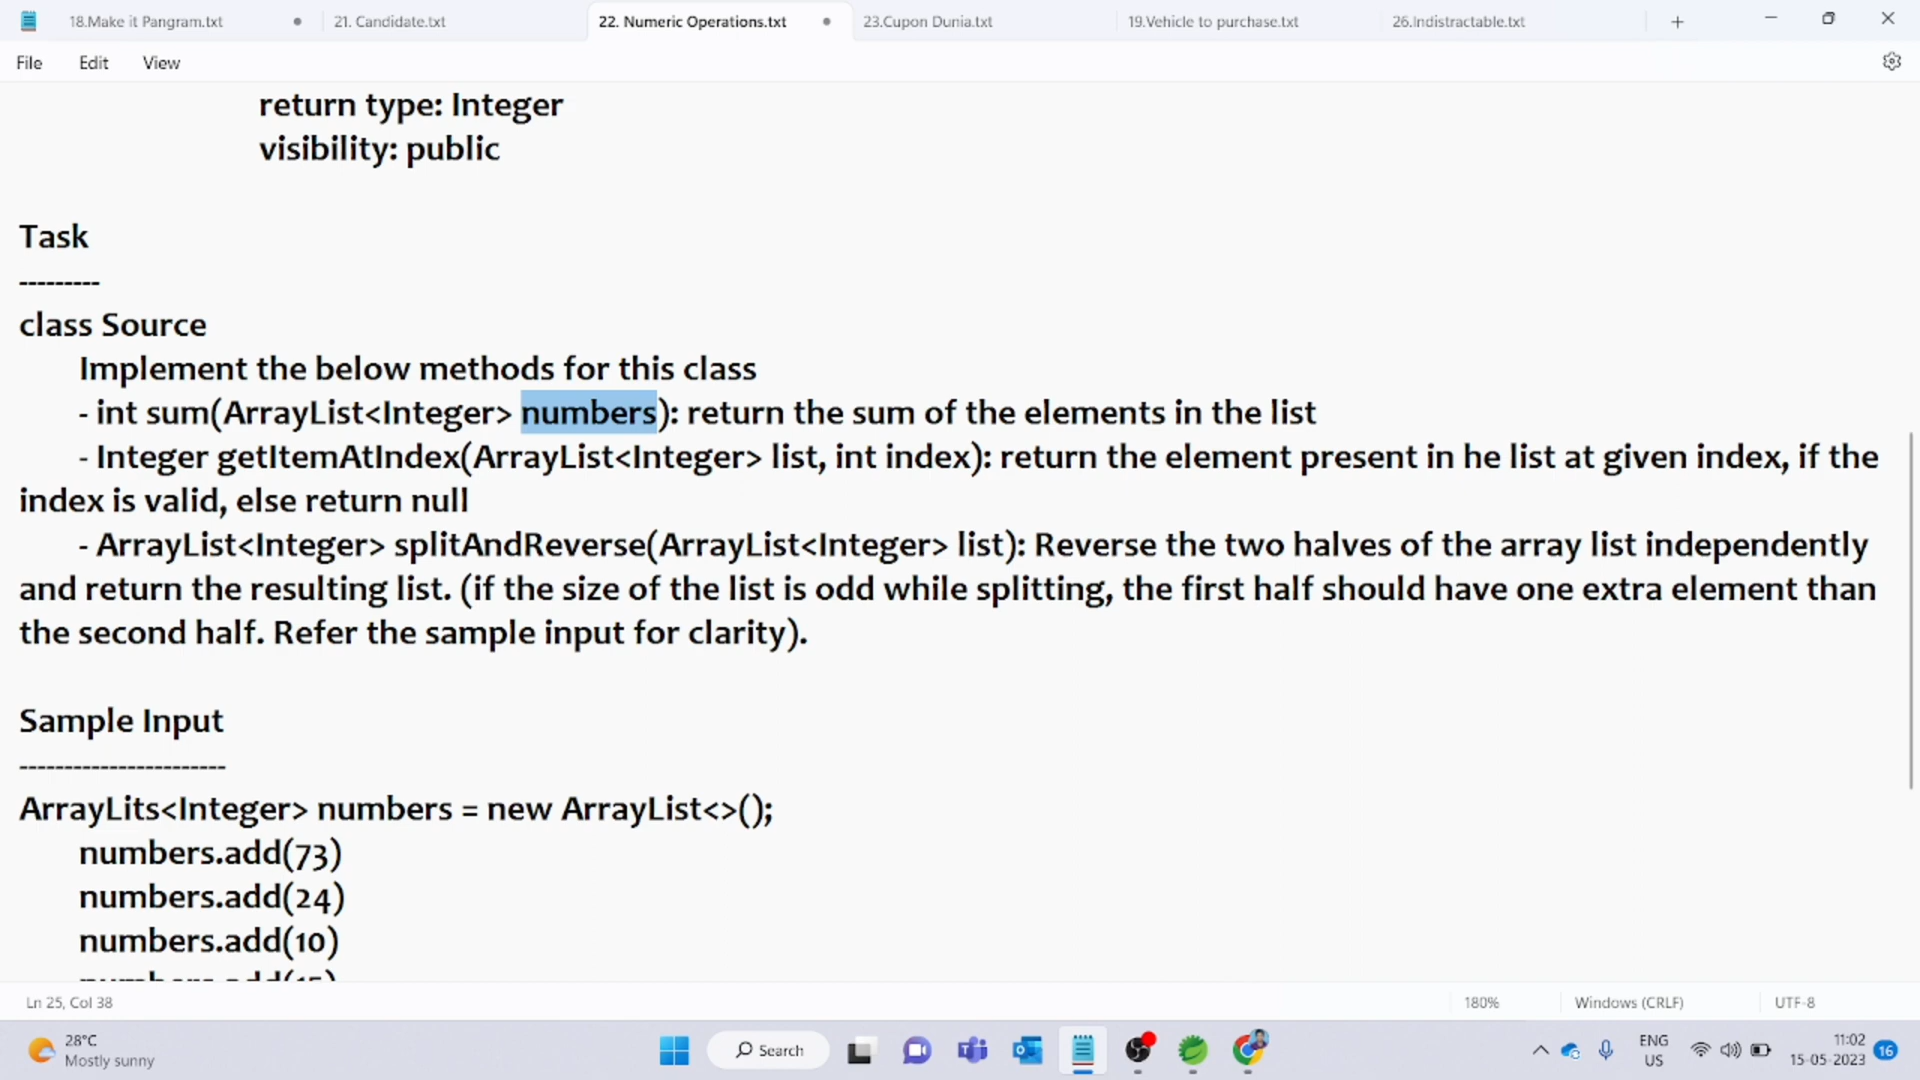 18.Make it Pangram.txt
21. Candidate.txt
22. Numeric Operations.txt
23.Cupon Dunia.txt
19.Vehicle to purchase.txt
26.Indistractable.txt
File
Edit
View
return type: Integer
visibility: public
Task
---------
class Source
Implement the below methods for this class
- int sum(ArrayList<Integer> numbers): return the sum of the elements in the list
- Integer getItemAtIndex(ArrayList<Integer> list, int index): return the element present in he list at given index, if the
index is valid, else return null
- ArrayList<Integer> splitAndReverse(ArrayList<Integer> list): Reverse the two halves of the array list independently
and return the resulting list. (if the size of the list is odd while splitting, the first half should have one extra element than
the second half. Refer the sample input for clarity).
Sample Input
-----------------------
ArrayLits<Integer> numbers = new ArrayList<>();
numbers.add(73)
numbers.add(24)
numbers.add(10)
numbers.add(15)
Ln 25, Col 38
180%
Windows (CRLF)
UTF-8
28°C
Mostly sunny
Search
ENG
US
11:02
15-05-2023
16